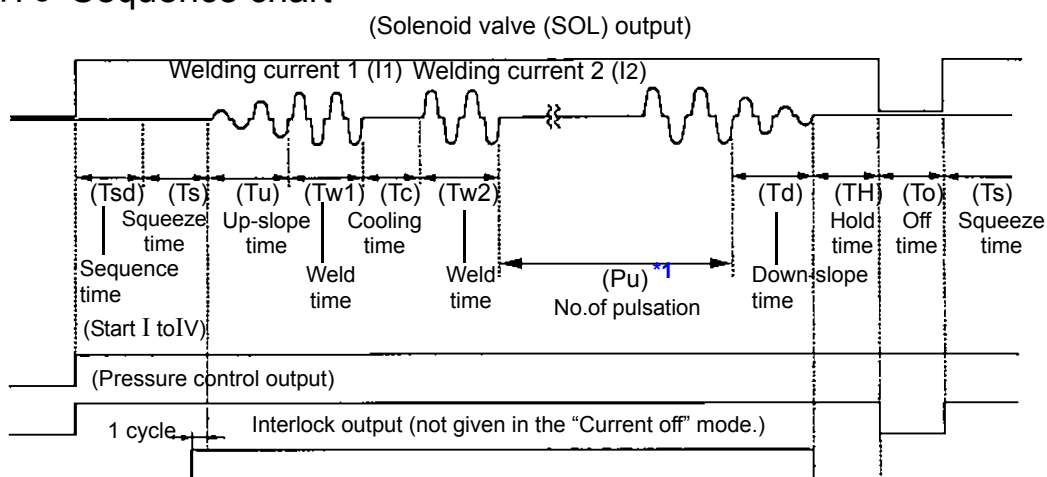 Sequence chart
(Solenoid valve (SOL) output)
Welding current 1 (I1) Welding current 2 (I2)
(Tsd) (Ts) (Tu) (Tw1) (Tc) (Tw2) (Td) (TH) (To) (Ts)
Squeeze time
Up-slope time
Cooling time
Hold time
Off time
Squeeze time
Sequence time
Weld time
Weld time
(Pu) *1
No.of pulsation
Down-slope time
(Start I toIV)
(Pressure control output)
1 cycle
Interlock output (not given in the “Current off” mode.)